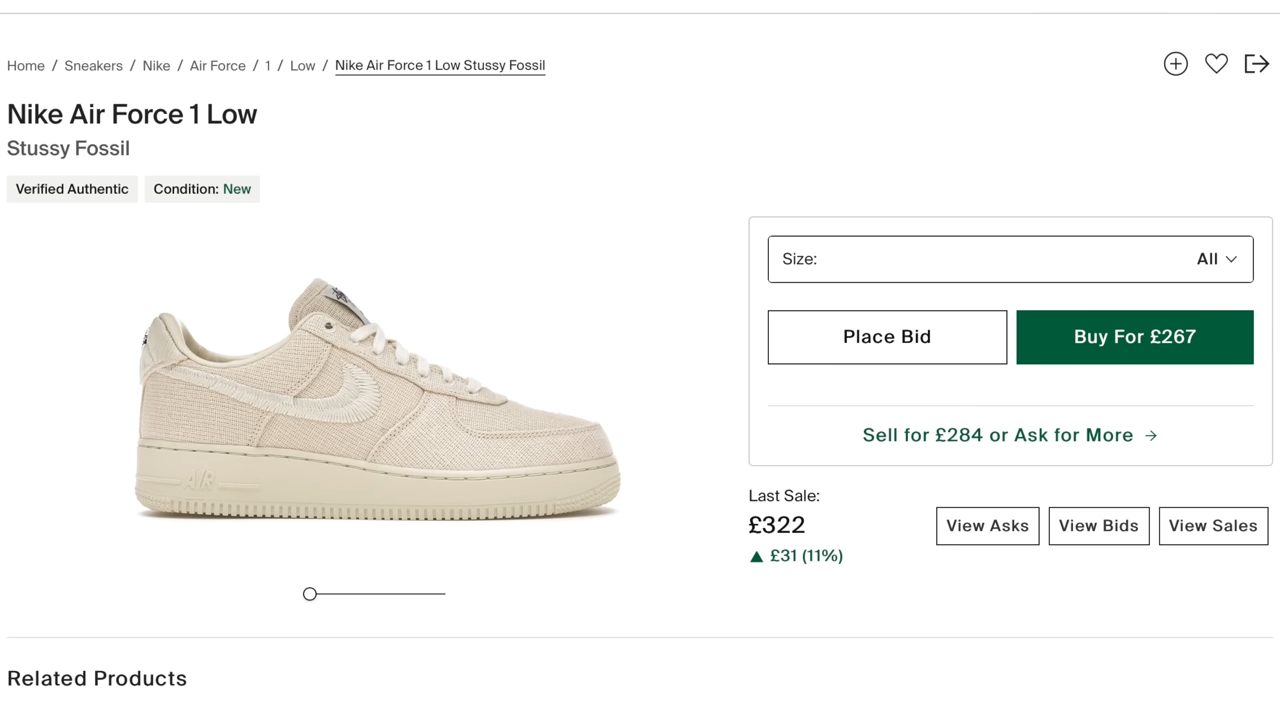 Home / Sneakers / Nike / Air Force / 1 / Low / Nike Air Force 1 Low Stussy Fossil
Nike Air Force 1 Low
Stussy Fossil
Verified Authentic Condition: New
Size: All
Place Bid Buy For £267
Sell for £284 or Ask for More →
AIR
Last Sale:
£322
View Asks View Bids View Sales
▲ £31 (11%)
Related Products